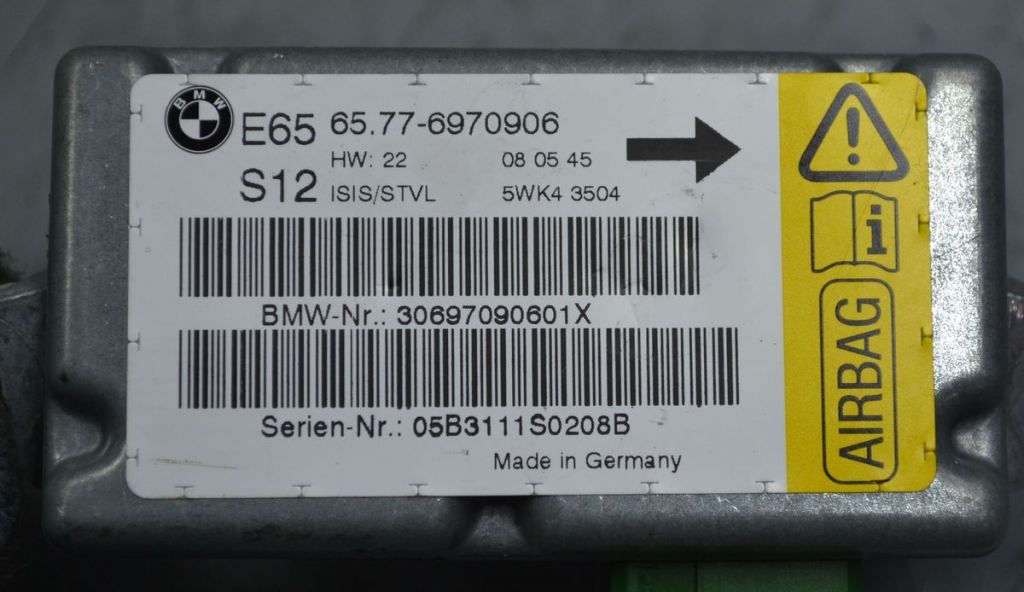 BMW
E65 65.77-6970906
HW: 22 08 05 45
S12 ISIS/STVL 5WK4 3504
BMW-Nr.: 30697090601X
Serien-Nr.: 05B3111S0208B
Made in Germany
!
i
AIRBAG